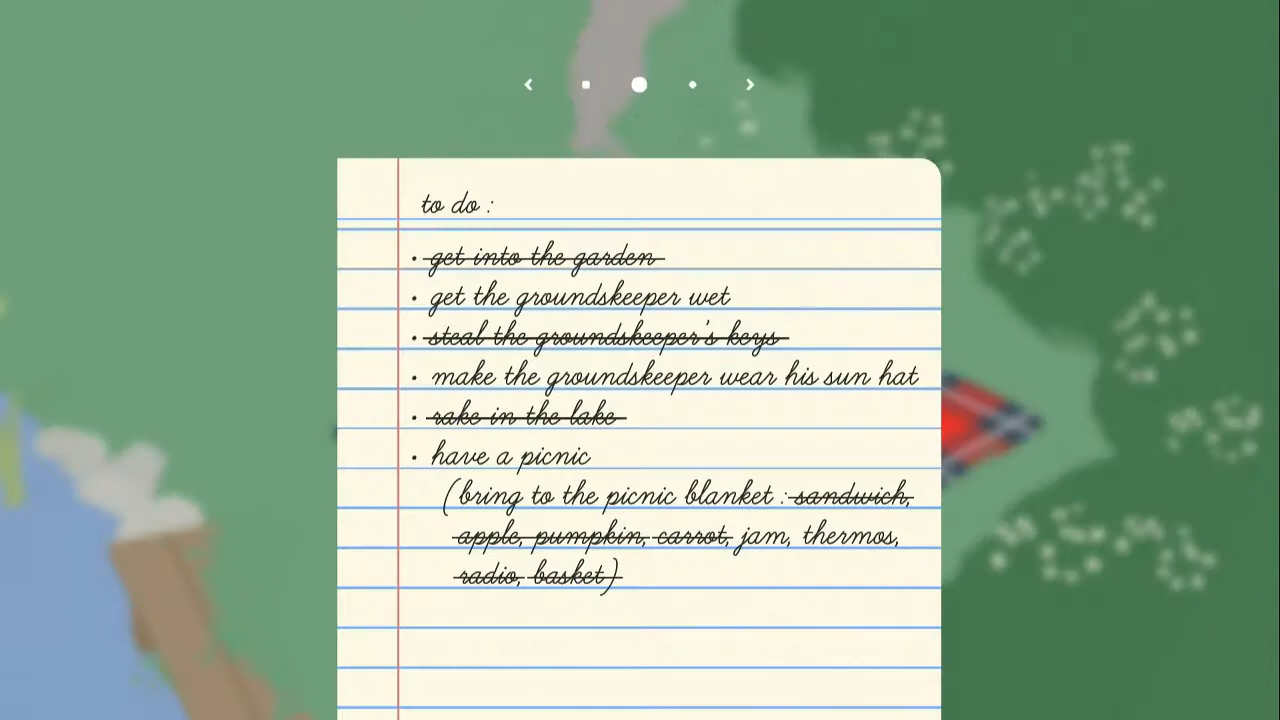 to do :
• get into the garden
• get the groundskeeper wet
• steal the groundskeeper's keys
• make the groundskeeper wear his sun hat
• rake in the lake
• have a picnic
(bring to the picnic blanket : sandwich,
apple, pumpkin, carrot, jam, thermos,
radio, basket)